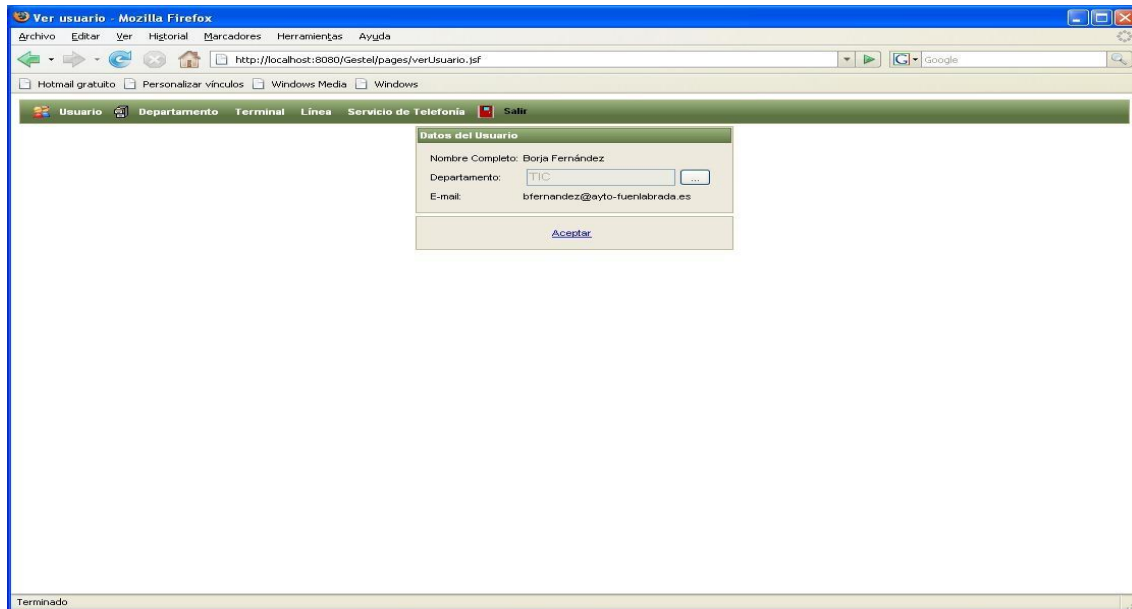 Ver usuario - Mozilla Firefox
Archivo Editar Ver Historial Marcadores Herramientas Ayuda
http://localhost:8080/Gestel/pages/verUsuario.jsf G Google
Hotmail gratuito Personalizar vínculos Windows Media Windows
Usuario Departamento Terminal Línea Servicio de Telefonía Salir
Datos del Usuario
Nombre Completo: Borja Fernández
Departamento: TIC ...
E-mail: bfernandez@ayto-fuenlabrada.es
Aceptar
Terminado